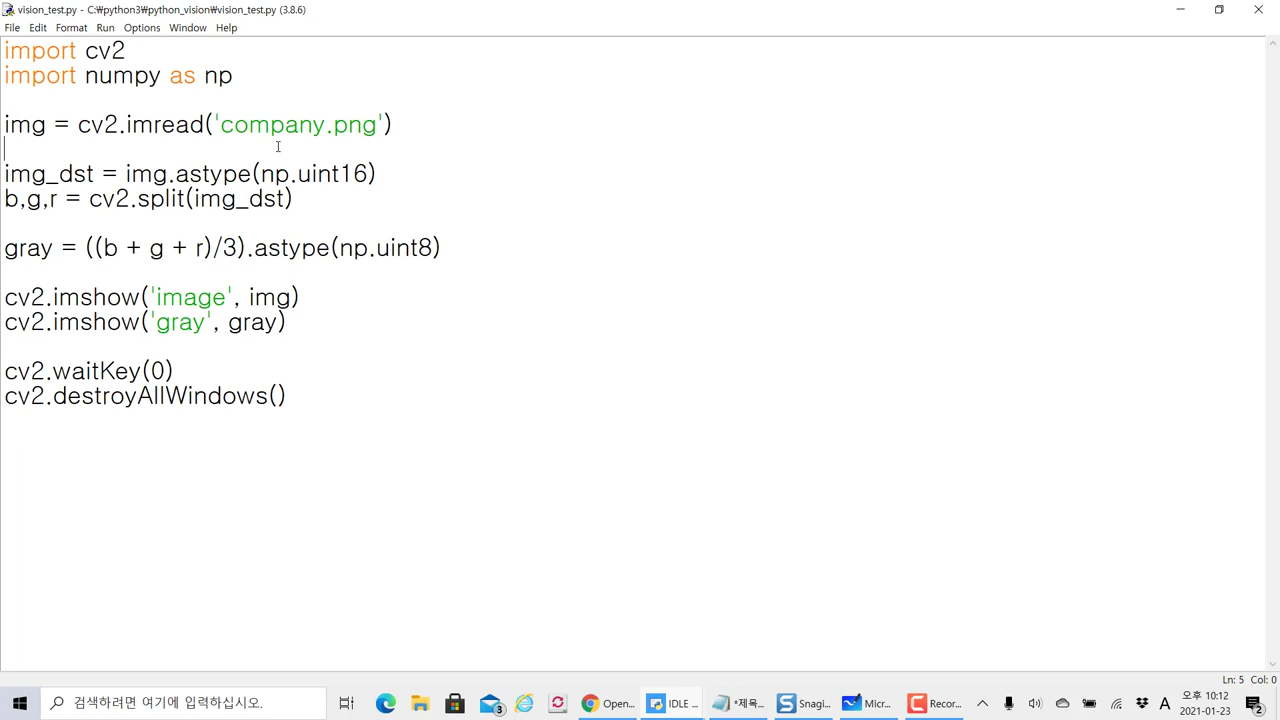 vision_test.py - C:₩python3₩python_vision₩vision_test.py (3.8.6)
File Edit Format Run Options Window Help
import cv2
import numpy as np
img = cv2.imread('company.png')
img_dst = img.astype(np.uint16)
b,g,r = cv2.split(img_dst)
gray = ((b + g + r)/3).astype(np.uint8)
cv2.imshow('image', img)
cv2.imshow('gray', gray)
cv2.waitKey(0)
cv2.destroyAllWindows()
Ln: 5 Col: 0
검색하려면 여기에 입력하십시오.
3
Open...
IDLE ...
*제목...
Snagi...
Micr...
Recor...
A
오후 10:12
2021-01-23
2